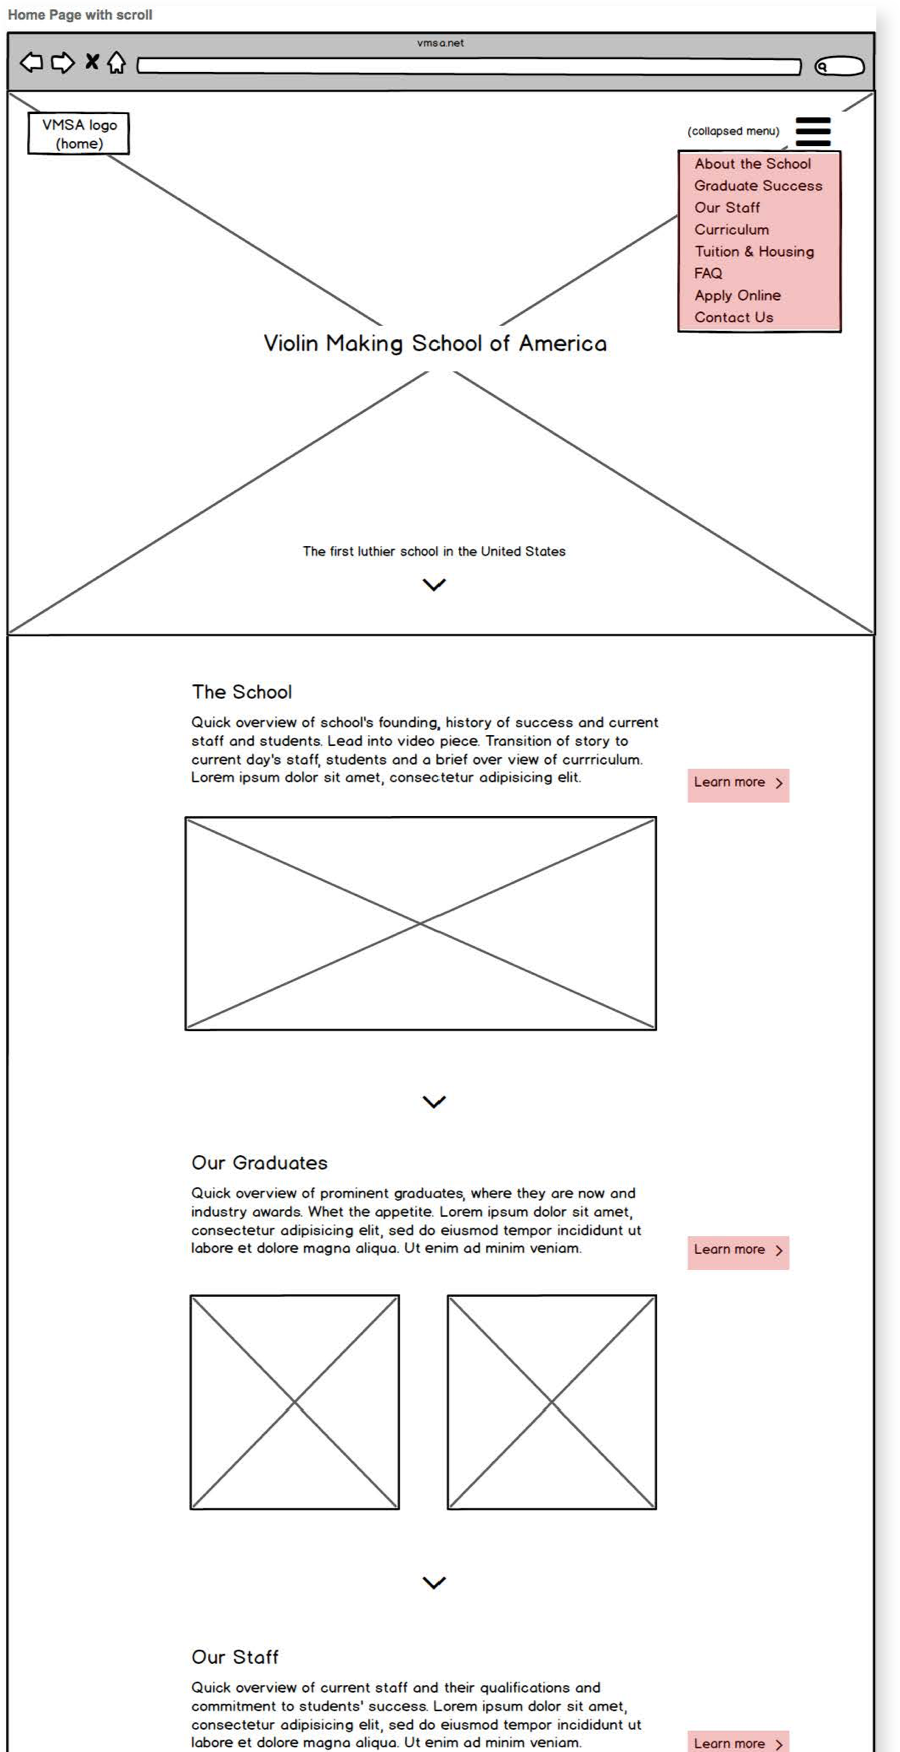 Home Page with scroll
vmsa.net
VMSA logo
(home)
(collapsed menu)
About the School
Graduate Success
Our Staff
Curriculum
Tuition & Housing
FAQ
Apply Online
Contact Us
Violin Making School of America
The first luthier school in the United States
The School
Quick overview of school's founding, history of success and current
staff and students. Lead into video piece. Transition of story to
current day's staff, students and a brief over view of currriculum.
Lorem ipsum dolor sit amet, consectetur adipisicing elit.
Learn more
Our Graduates
Quick overview of prominent graduates, where they are now and
industry awards. Whet the appetite. Lorem ipsum dolor sit amet,
consectetur adipisicing elit, sed do eiusmod tempor incididunt ut
labore et dolore magna aliqua. Ut enim ad minim veniam.
Learn more
Our Staff
Quick overview of current staff and their qualifications and
commitment to students' success. Lorem ipsum dolor sit amet,
consectetur adipisicing elit, sed do eiusmod tempor incididunt ut
labore et dolore magna aliqua. Ut enim ad minim veniam.
Learn more